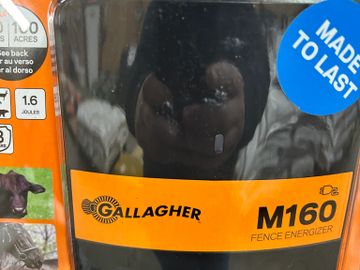 100
ACRES
See back
al dorso
1.6
JOULES
MADE
TO LAST
GALLAGHER
M160
FENCE ENERGIZER